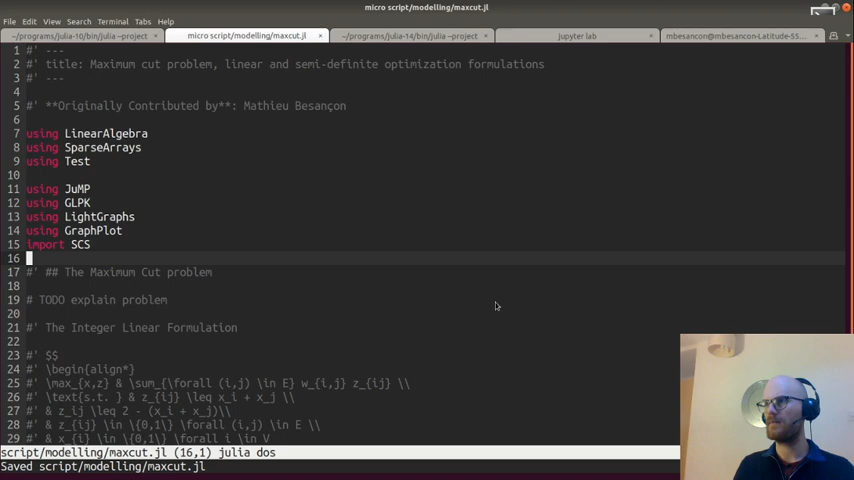 micro script/modelling/maxcut.jl
File Edit View Search Terminal Tabs Help
~/programs/julia-10/bin/julia --project × micro script/modelling/maxcut.jl × ~/programs/julia-14/bin/julia --project × jupyter lab × mbesancon@mbesancon-Latitude-55... ×
1 #' ---
2 #' title: Maximum cut problem, linear and semi-definite optimization formulations
3 #' ---
4
5 #' **Originally Contributed by**: Mathieu Besançon
6
7 using LinearAlgebra
8 using SparseArrays
9 using Test
10
11 using JuMP
12 using GLPK
13 using LightGraphs
14 using GraphPlot
15 import SCS
16
17 #' ## The Maximum Cut problem
18
19 # TODO explain problem
20
21 #' The Integer Linear Formulation
22
23 #' $$
24 #' \begin{align*}
25 #' \max_{x,z} & \sum_{\forall (i,j) \in E} w_{i,j} z_{ij} \\
26 #' \text{s.t. } & z_{ij} \leq x_i + x_j \\
27 #' & z_ij \leq 2 - (x_i + x_j)\\
28 #' & z_{ij} \in \{0,1\} \forall (i,j) \in E \\
29 #' & x_{i} \in \{0,1\} \forall i \in V
script/modelling/maxcut.jl (16,1) julia dos
Saved script/modelling/maxcut.jl